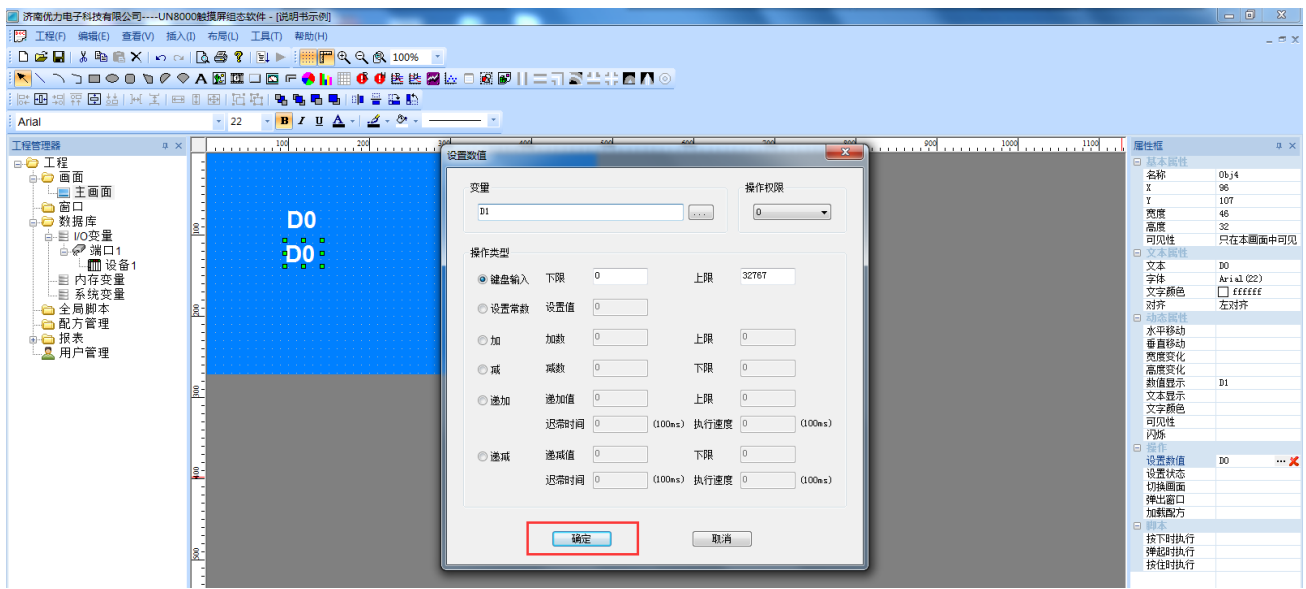 济南优力电子科技有限公司----UN8000触摸屏组态软件 - [说明书示例]
工程(F) 编辑(E) 查看(V) 插入(I) 布局(L) 工具(T) 帮助(H)
100%
Arial 22 B I U A
工程管理器
工程
画面
主画面
窗口
数据库
I/O变量
端口1
设备1
内存变量
系统变量
全局脚本
配方管理
报表
用户管理
100 200 300 400 500 600 700 800 900 1000 1100
100
200
300
400
500
D0
D0
设置数值
变量
D1
...
操作权限
0
操作类型
键盘输入 下限 0 上限 32767
设置常数 设置值 0
加 加数 0 上限 0
减 减数 0 下限 0
递加 递加值 0 上限 0
迟滞时间 0 (100ms) 执行速度 0 (100ms)
递减 递减值 0 下限 0
迟滞时间 0 (100ms) 执行速度 0 (100ms)
确定 取消
属性框
基本属性
名称 Obj4
X 96
Y 107
宽度 46
高度 32
可见性 只在本画面中可见
文本属性
文本 D0
字体 Arial(22)
文字颜色 ffffff
对齐 左对齐
动态属性
水平移动
垂直移动
宽度变化
高度变化
数值显示 D1
文本显示
文字颜色
可见性
闪烁
操作
设置数值 D0 ...
设置状态
切换画面
弹出窗口
加载配方
脚本
按下时执行
弹起时执行
按住时执行